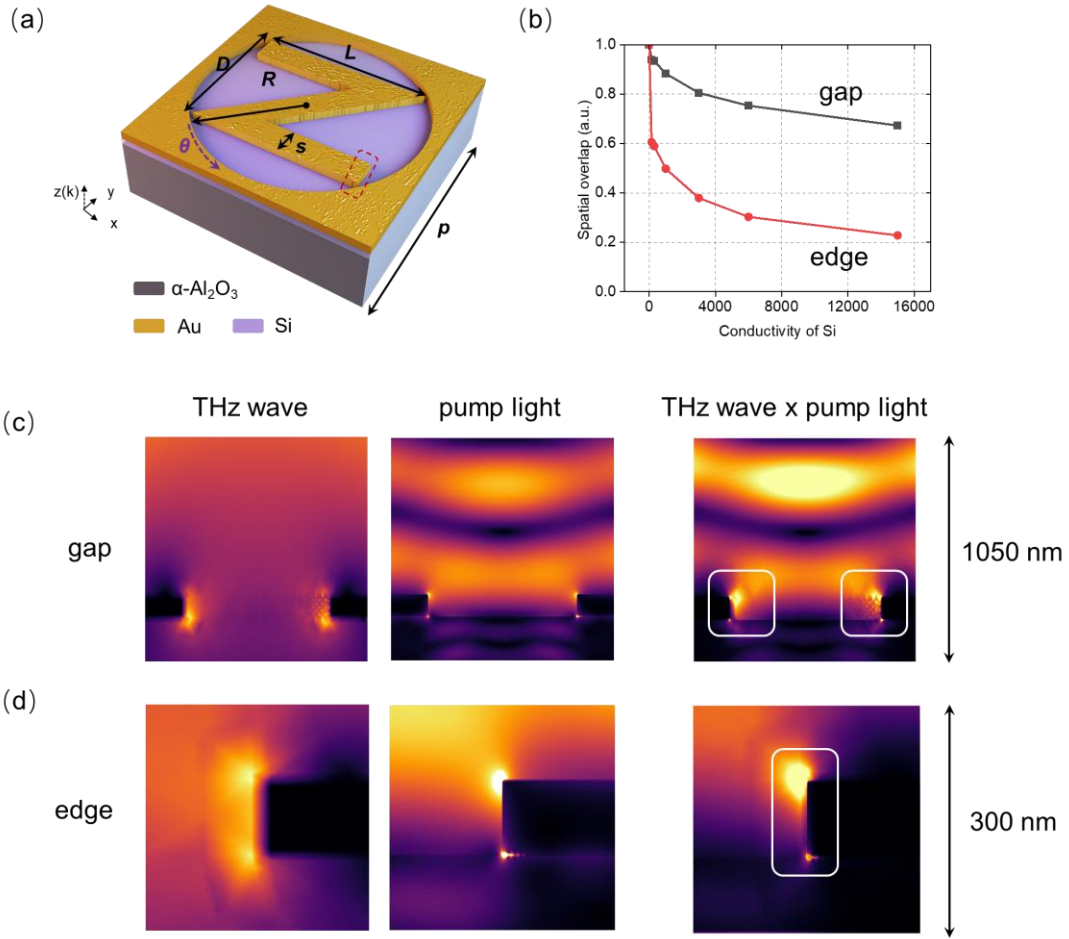 (a)
D
L
R
θ
s
p
z(k)
y
x
α-Al₂O₃
Au
Si
(b)
1.0
0.8
0.6
0.4
0.2
0.0
Spatial overlap (a.u.)
gap
edge
0
4000
8000
12000
16000
Conductivity of Si
THz wave
pump light
THz wave x pump light
(c)
gap
1050 nm
(d)
edge
300 nm